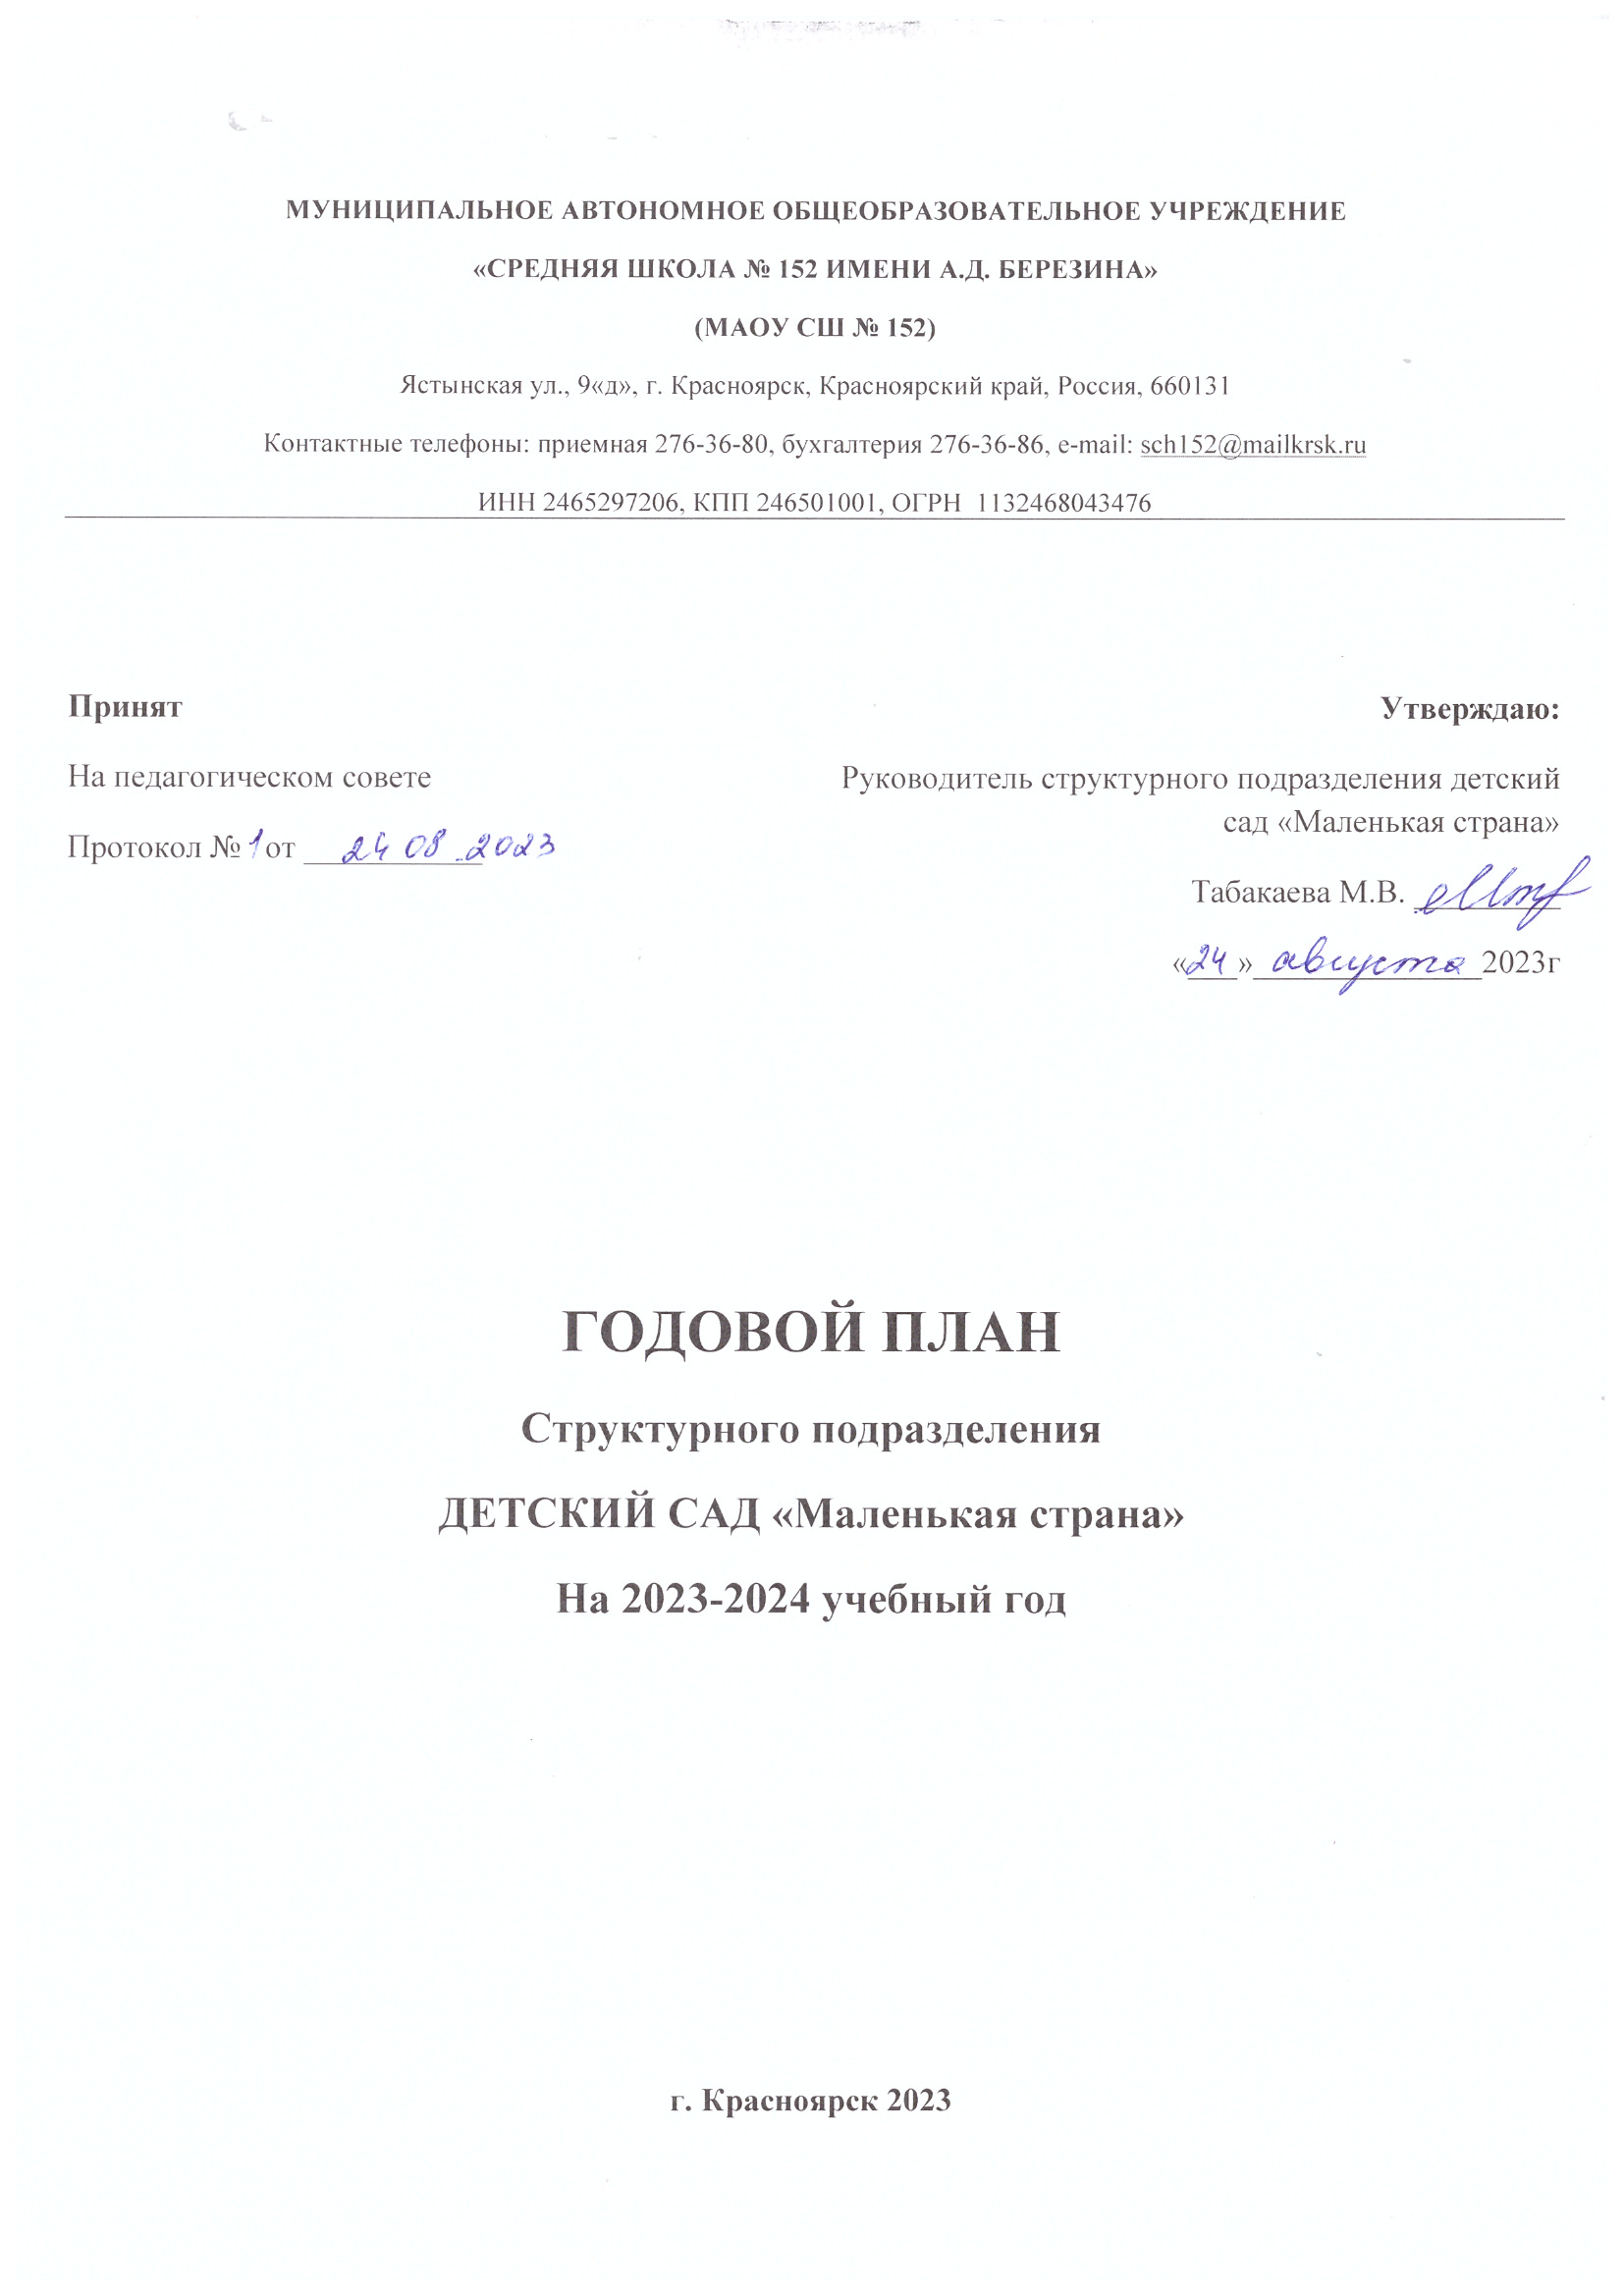 МУНИЦИПАЛЬНОЕ АВТОНОМНОЕ ОБЩЕОБРАЗОВАТЕЛЬНОЕ УЧРЕЖДЕНИЕ
«СРЕДНЯЯ ШКОЛА № 152 ИМЕНИ А.Д. БЕРЕЗИНА»
(МАОУ СШ № 152)
Ястынская ул., 9«д», г. Красноярск, Красноярский край, Россия, 660131
Контактные телефоны: приемная 276-36-80, бухгалтерия 276-36-86, e-mail: sch152@mailkrsk.ru
ИНН 2465297206, КПП 246501001, ОГРН 1132468043476
Принят
На педагогическом совете
Протокол № 1 от 24 08 2023
Утверждаю:
Руководитель структурного подразделения детский
сад «Маленькая страна»
Табакаева М.В.
«24» августа 2023г
ГОДОВОЙ ПЛАН
Структурного подразделения
ДЕТСКИЙ САД «Маленькая страна»
На 2023-2024 учебный год
г. Красноярск 2023